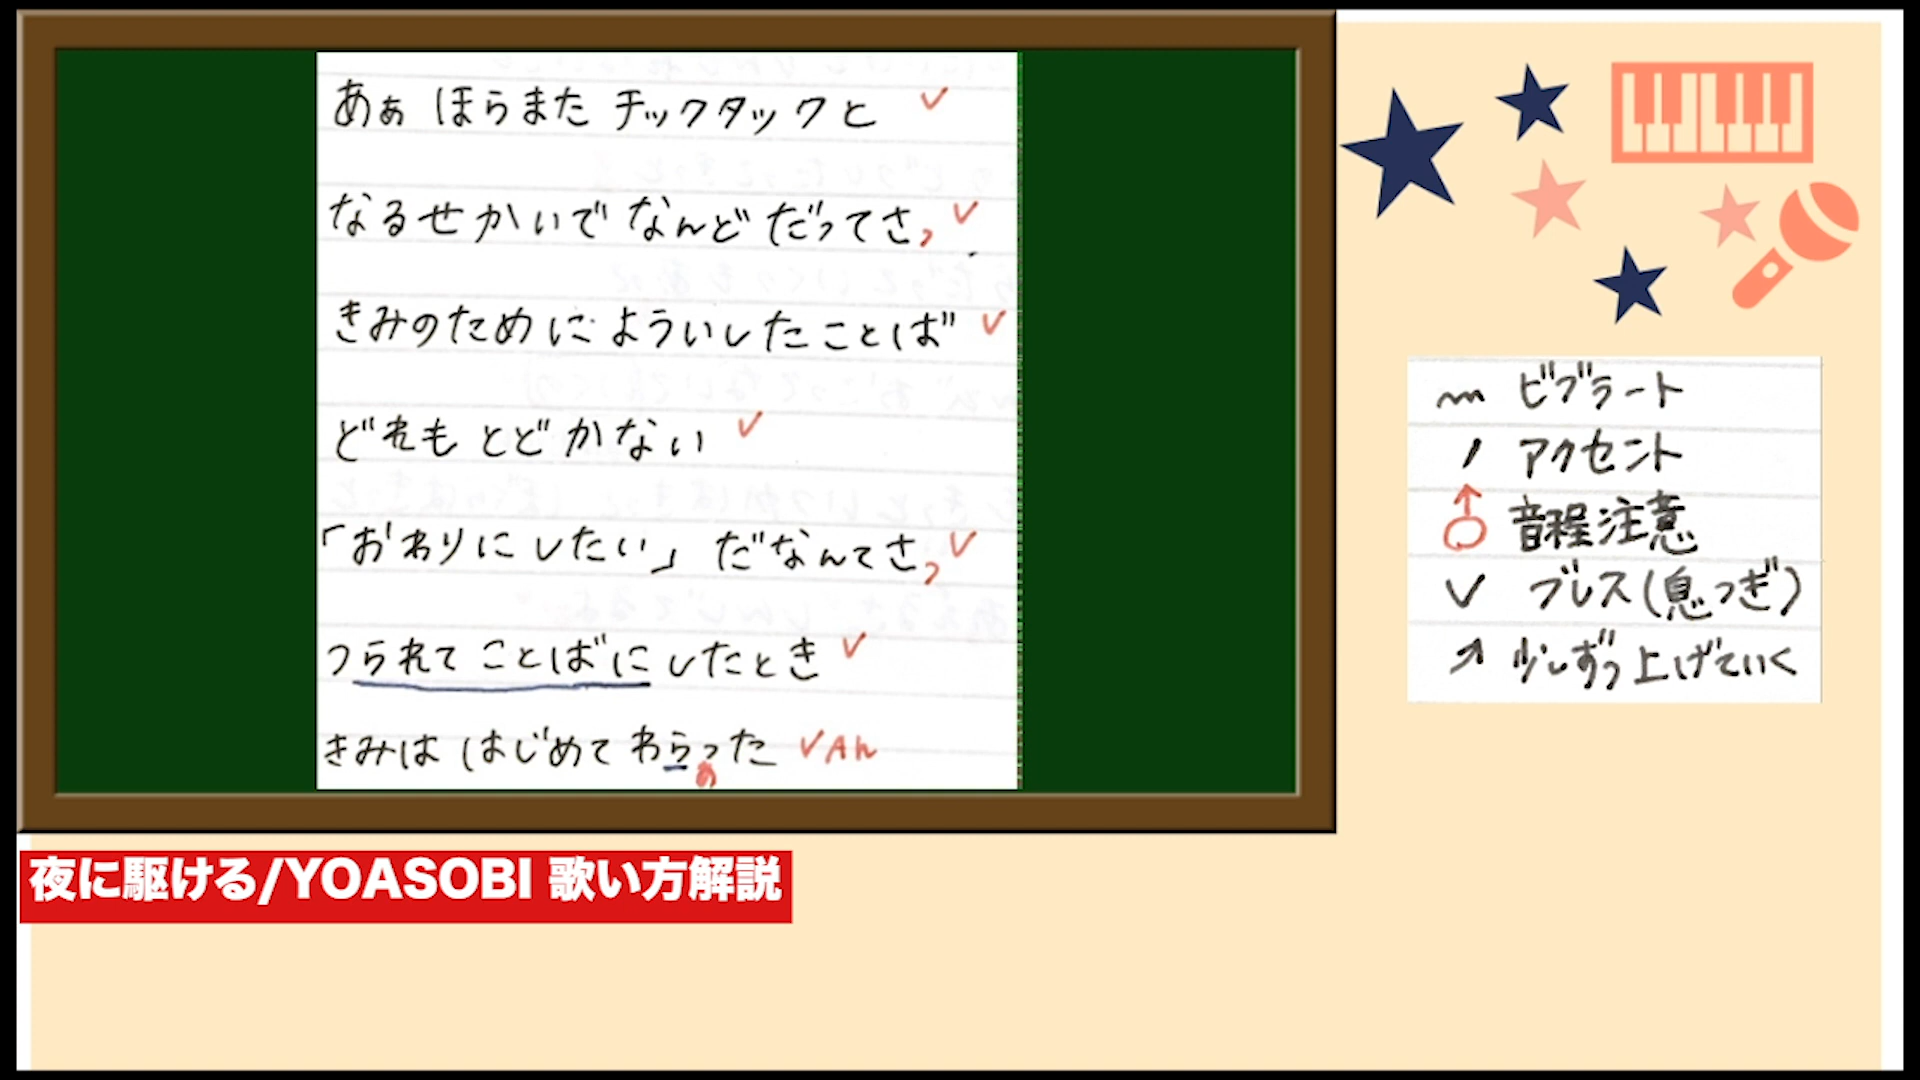 あぁ ほらまた チックタックと ✓
なるせかいで なんど だってさっ ✓
きみのために よういしたことば ✓
どれも とどかない ✓
「おわりに したい」 だなんてさっ ✓
つられて ことばに したとき ✓
きみは はじめて わらった ✓Ah
あ
ビブラート
アクセント
音程注意
✓ ブレス(息つぎ)
少しずつ上げていく
夜に駆ける/YOASOBI 歌い方解説